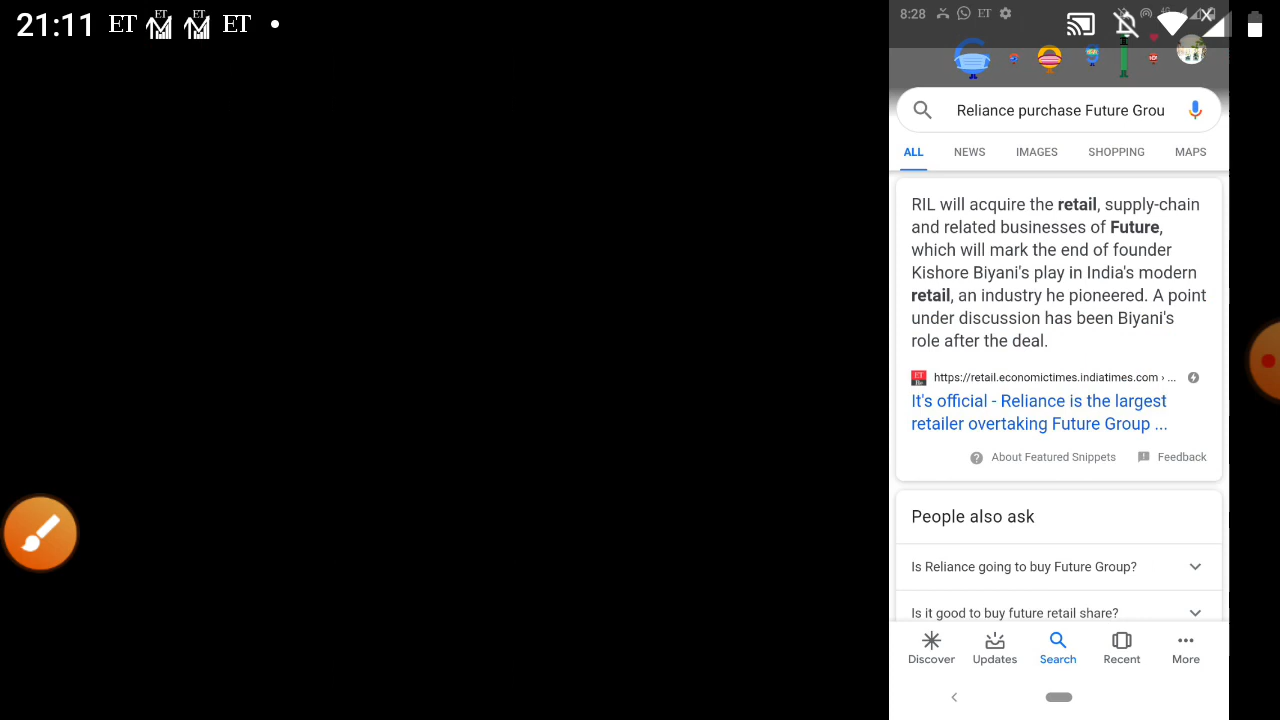 21:11 ET ET ET ET
8:28 ET
Reliance purchase Future Grou
ALL NEWS IMAGES SHOPPING MAPS
RIL will acquire the retail, supply-chain
and related businesses of Future,
which will mark the end of founder
Kishore Biyani's play in India's modern
retail, an industry he pioneered. A point
under discussion has been Biyani's
role after the deal.
https://retail.economictimes.indiatimes.com › ...
It's official - Reliance is the largest
retailer overtaking Future Group ...
About Featured Snippets Feedback
People also ask
Is Reliance going to buy Future Group?
Is it good to buy future retail share?
Discover Updates Search Recent More